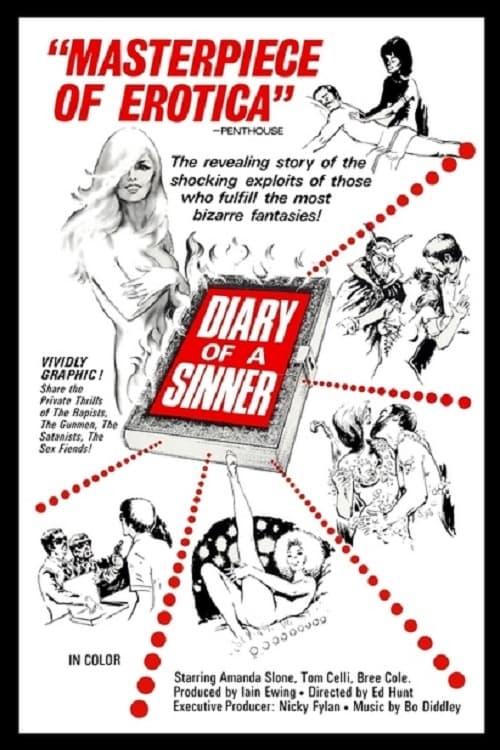 "MASTERPIECE
OF EROTICA"
–PENTHOUSE
The revealing story of the
shocking exploits of those
who fulfill the most
bizarre fantasies!
DIARY
OF A
SINNER
VIVIDLY
GRAPHIC!
Share the
Private Thrills
of The Rapists,
The Gunmen, The
Satanists, The
Sex Fiends!
IN COLOR
Starring Amanda Slone, Tom Celli, Bree Cole.
Produced by Iain Ewing • Directed by Ed Hunt
Executive Producer: Nicky Fylan • Music by Bo Diddley